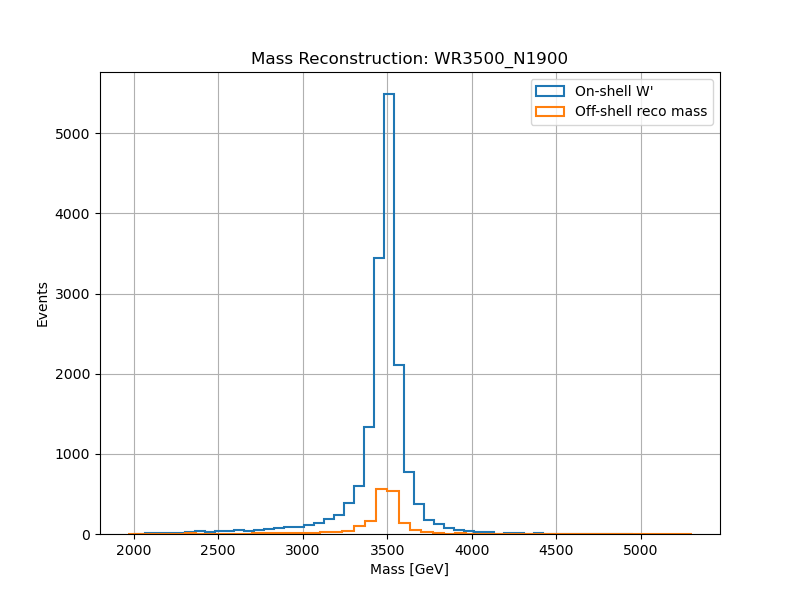 Mass Reconstruction: WR3500_N1900
On-shell W'
Off-shell reco mass
Events
5000
4000
3000
2000
1000
0
2000 2500 3000 3500 4000 4500 5000
Mass [GeV]